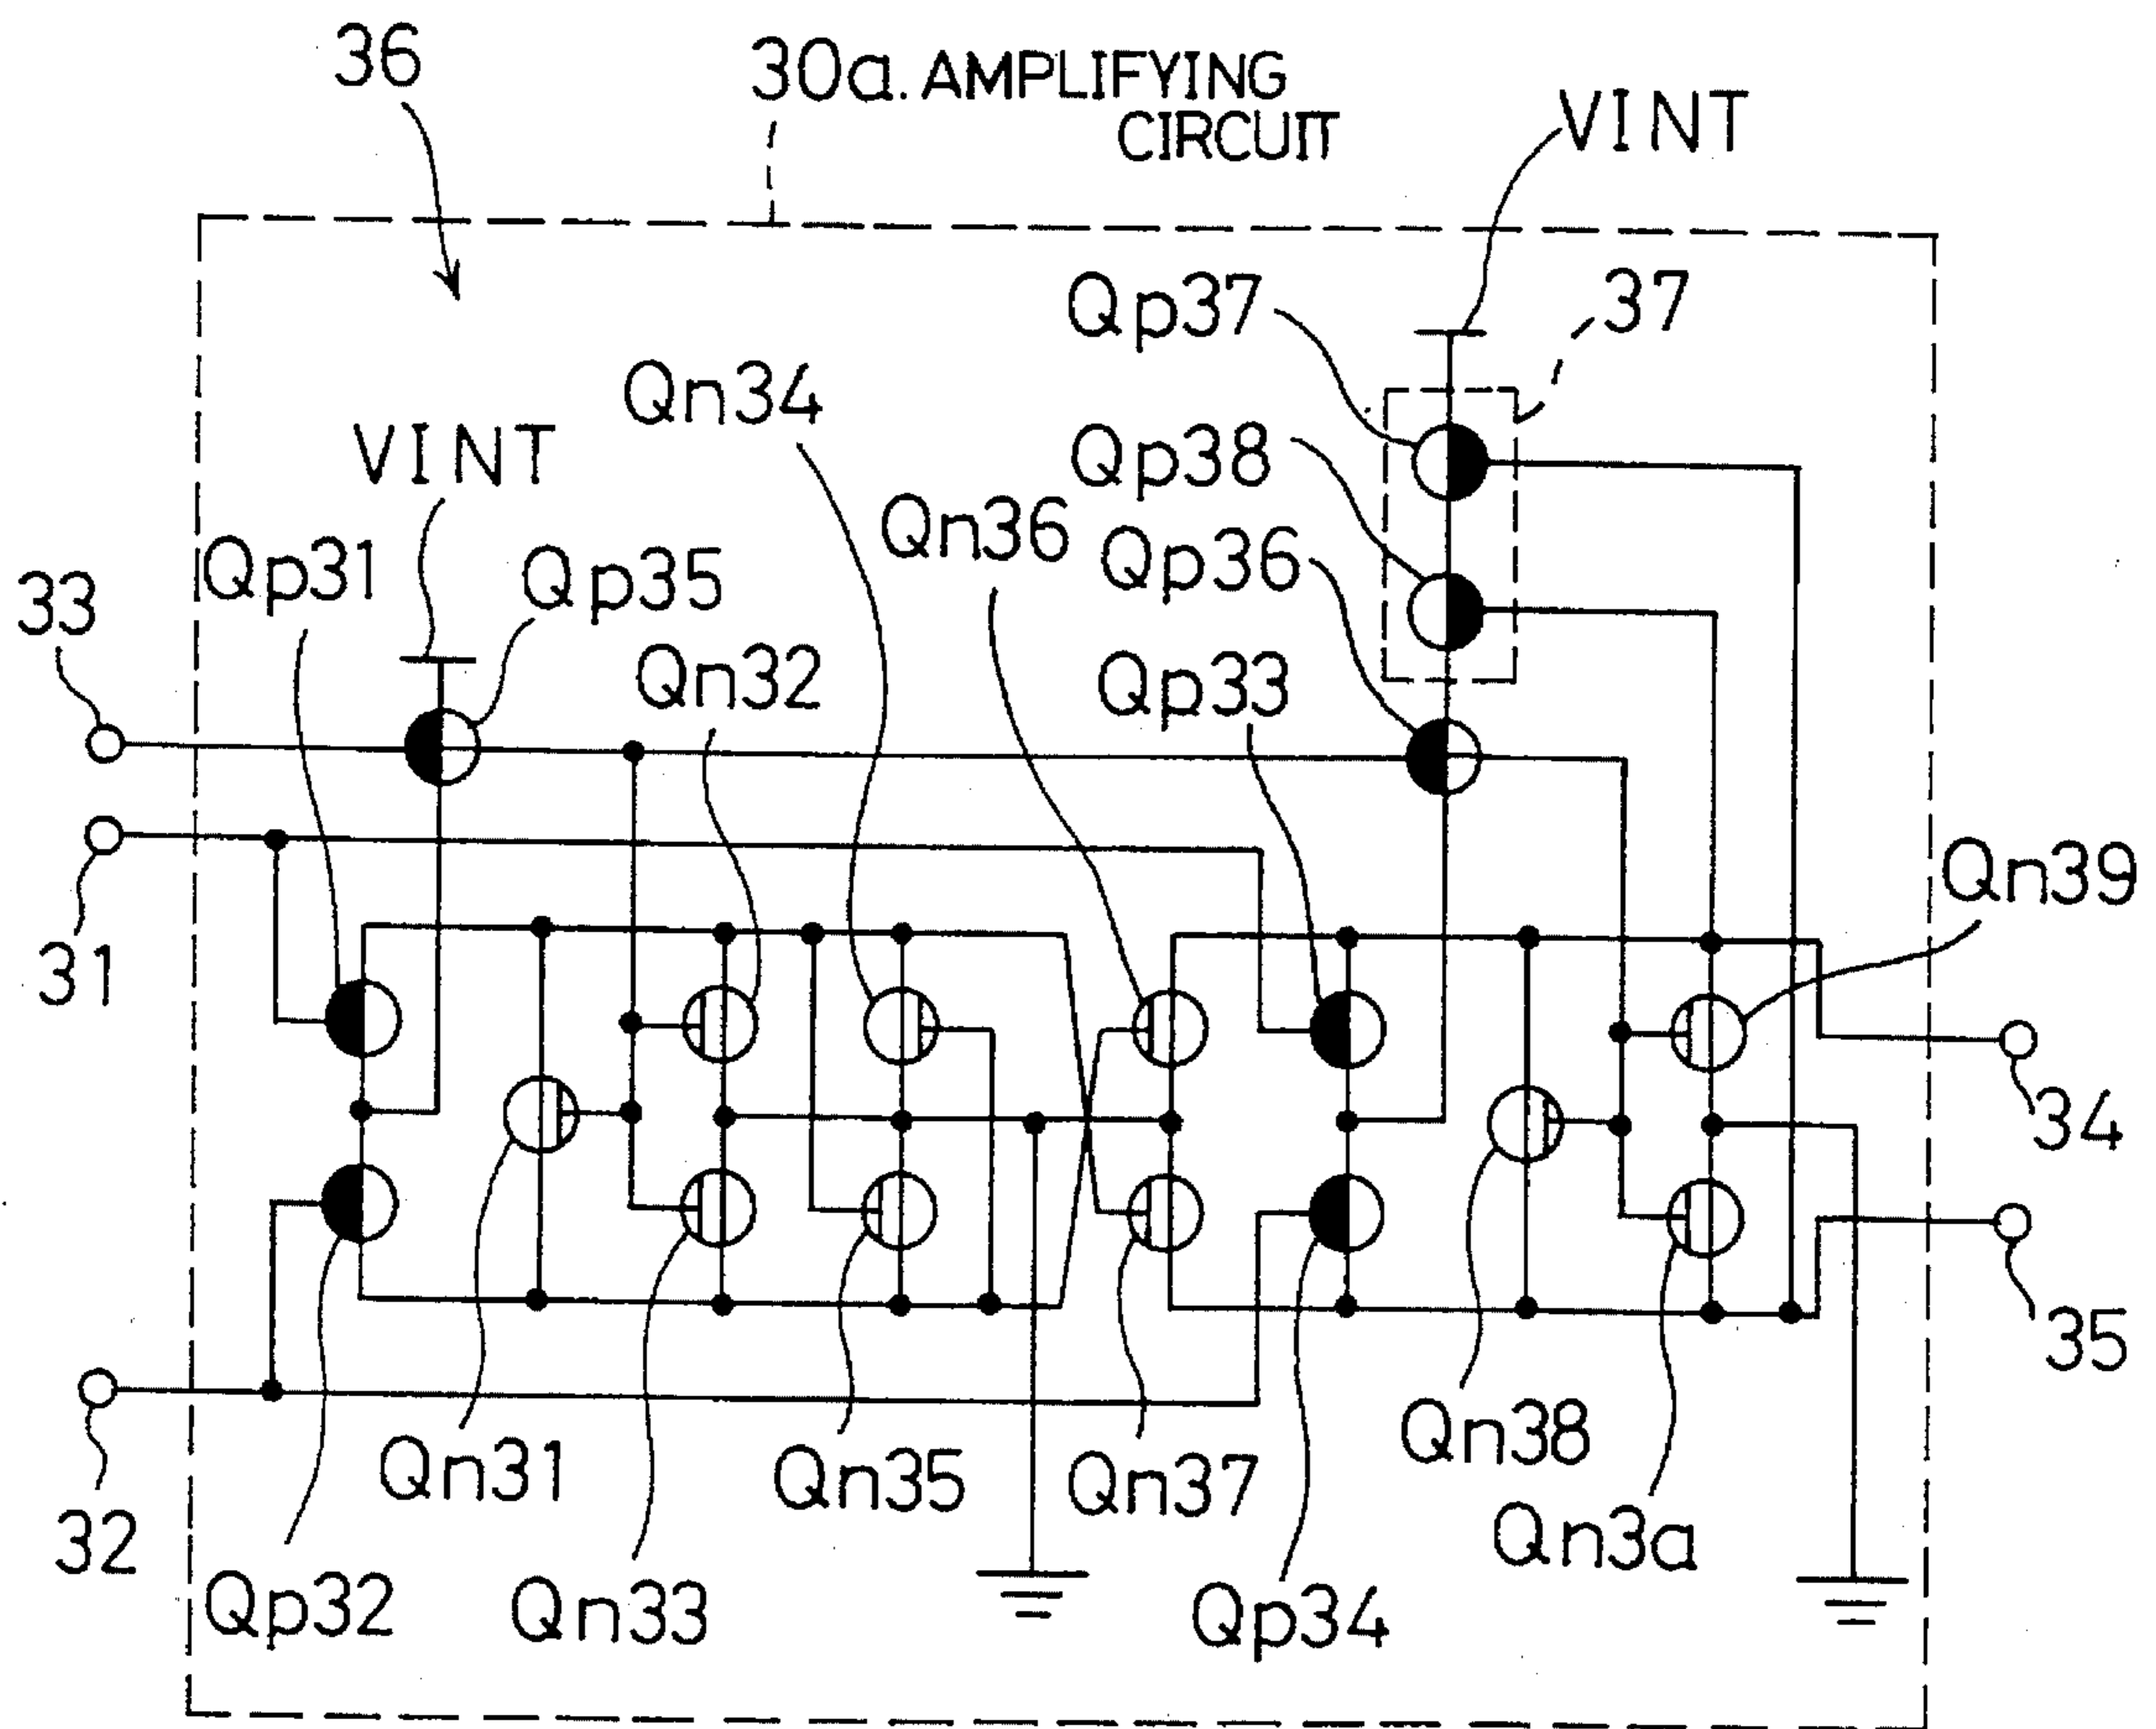 36
30a. AMPLIFYING
CIRCUIT
VINT
Qp37
37
Qn34
Qp38
VINT
Qn36
Qp36
Qp31
Qp35
33
Qn32
Qp33
Qn39
31
34
35
32
Qn31
Qn35
Qn37
Qn38
Qp32
Qn33
Qp34
Qn3a